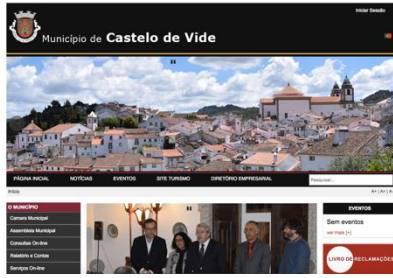 Iniciar Sessão
Município de Castelo de Vide
PÁGINA INICIAL NOTÍCIAS EVENTOS SITE TURISMO DIRETÓRIO EMPRESARIAL Pesquisar...
Início A+ | A- |
O MUNICÍPIO EVENTOS
Camara Municipal Sem eventos
Assembleia Municipal ver mais [+]
Consultas On-line
Relatório e Contas LIVRO DE RECLAMAÇÕES
Serviços On-line